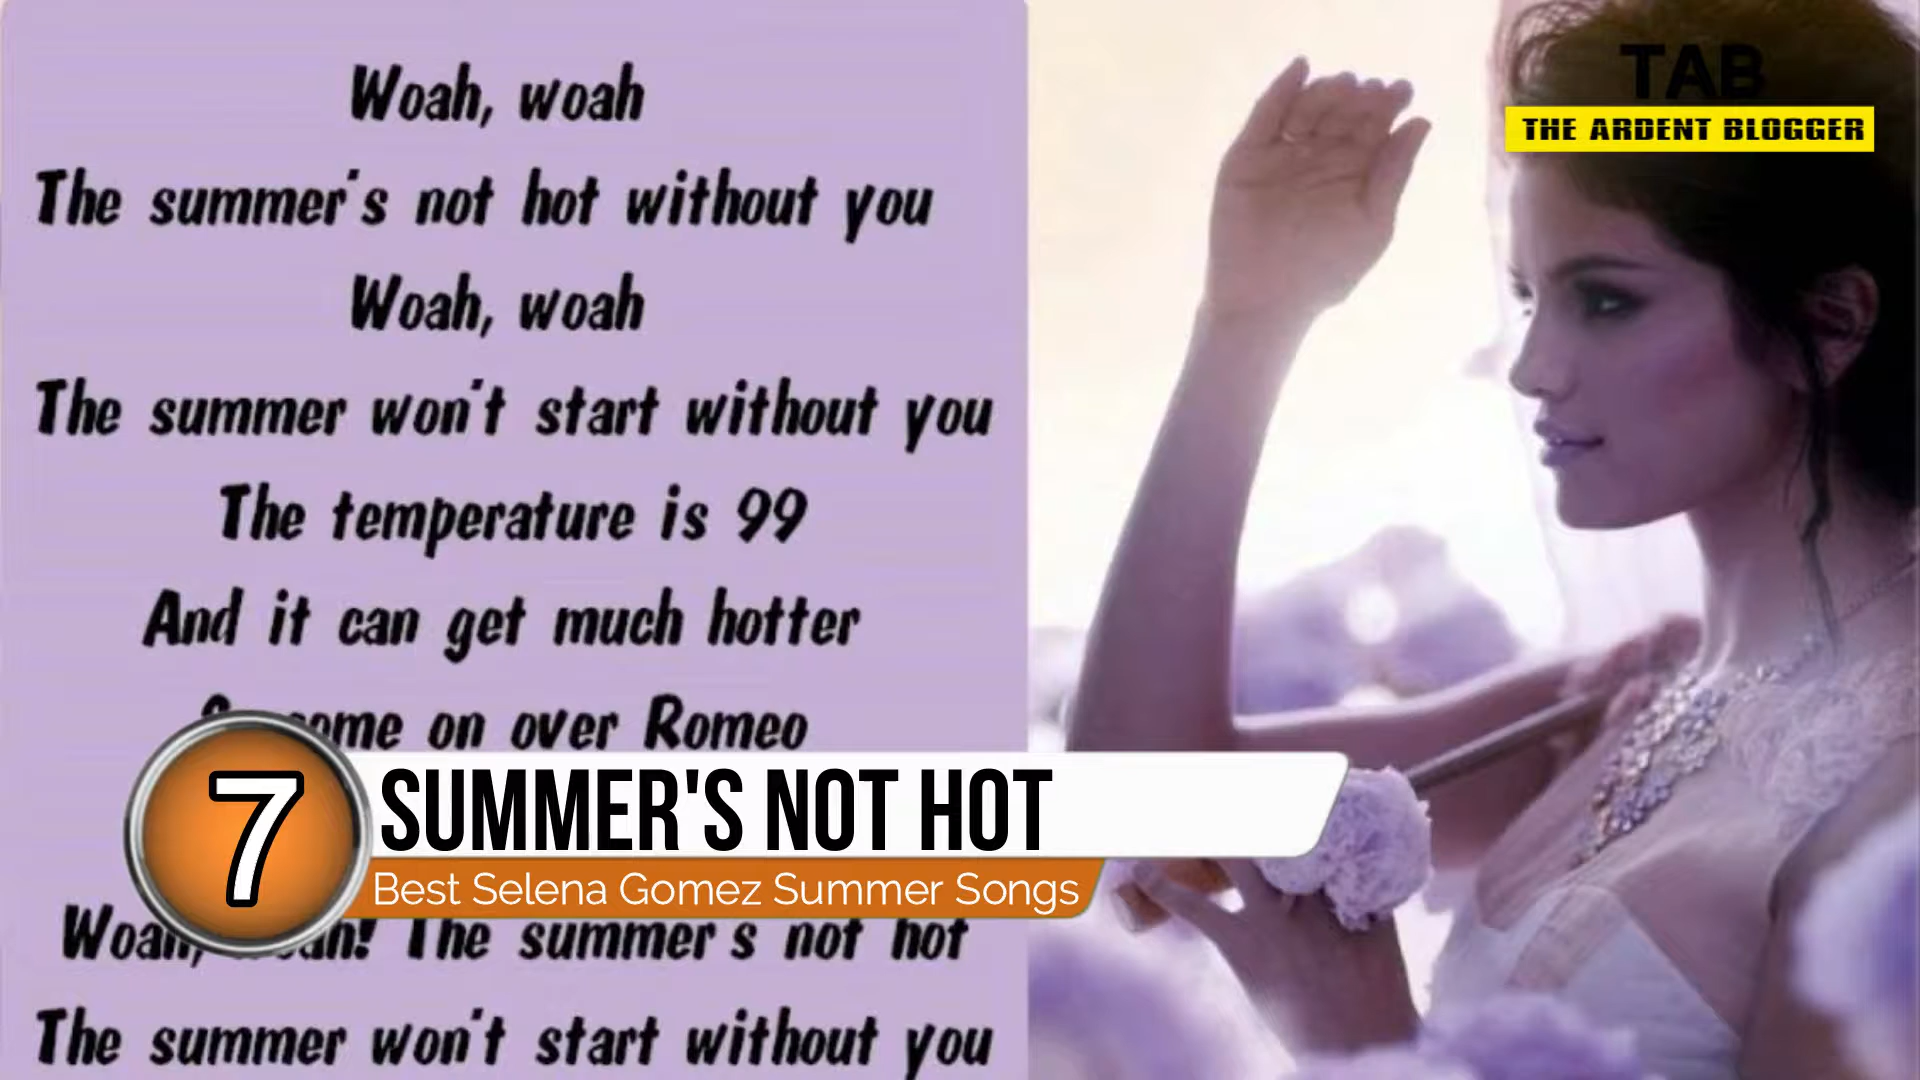 Woah, woah
The summer's not hot without you
Woah, woah
The summer won't start without you
The temperature is 99
And it can get much hotter
come on over Romeo
Woah, The summer's not hot
The summer won't start without you
TAB
THE ARDENT BLOGGER
7
SUMMER'S NOT HOT
Best Selena Gomez Summer Songs